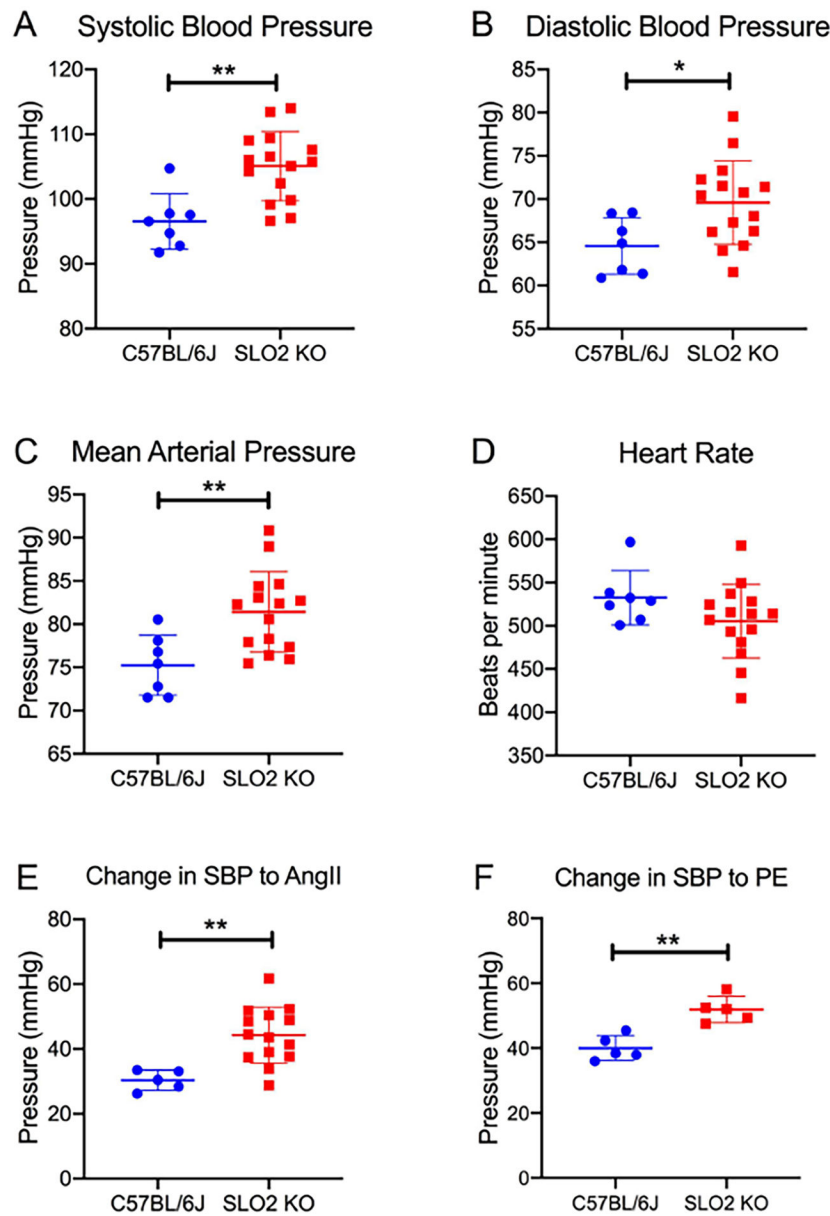 A Systolic Blood Pressure
Pressure (mmHg)
120
110
100
90
80
**
C57BL/6J SLO2 KO
B Diastolic Blood Pressure
Pressure (mmHg)
85
80
75
70
65
60
55
*
C57BL/6J SLO2 KO
C Mean Arterial Pressure
Pressure (mmHg)
95
90
85
80
75
70
65
**
C57BL/6J SLO2 KO
D Heart Rate
Beats per minute
650
600
550
500
450
400
350
C57BL/6J SLO2 KO
E Change in SBP to AngII
Pressure (mmHg)
80
60
40
20
0
**
C57BL/6J SLO2 KO
F Change in SBP to PE
Pressure (mmHg)
80
60
40
20
0
**
C57BL/6J SLO2 KO